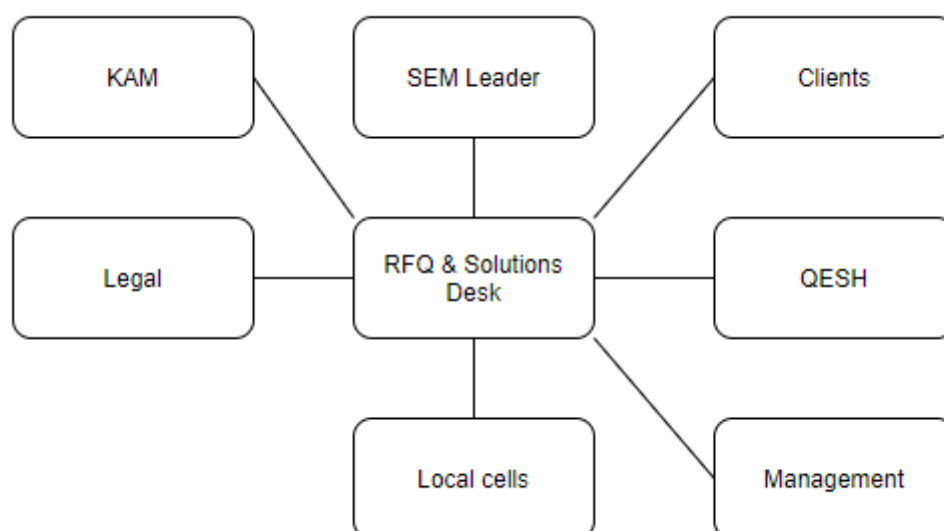 KAM
SEM Leader
Clients
Legal
RFQ & Solutions
Desk
QESH
Local cells
Management